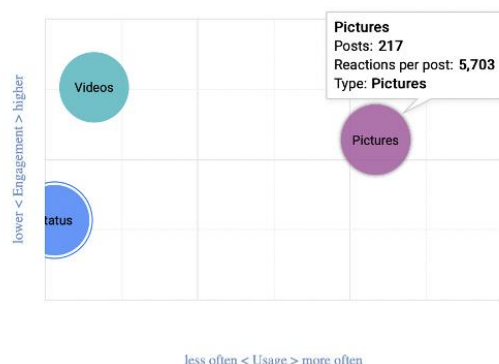 Pictures
Posts: 217
Reactions per post: 5,703
Type: Pictures
Videos
Pictures
tatus
lower < Engagement > higher
less often < Usage > more often